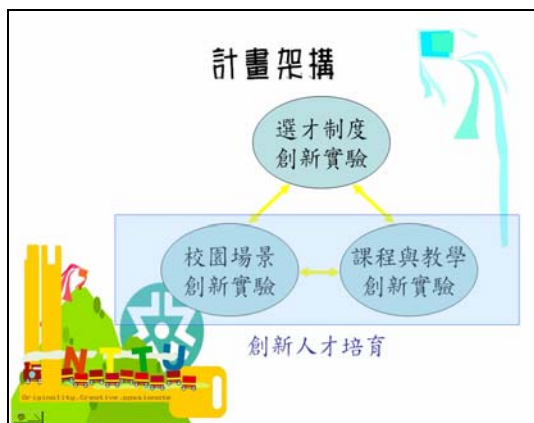 計畫架構
選才制度
創新實驗
校園場景
創新實驗
課程與教學
創新實驗
創新人才培育
NTTU
Originality.Creative.passionate